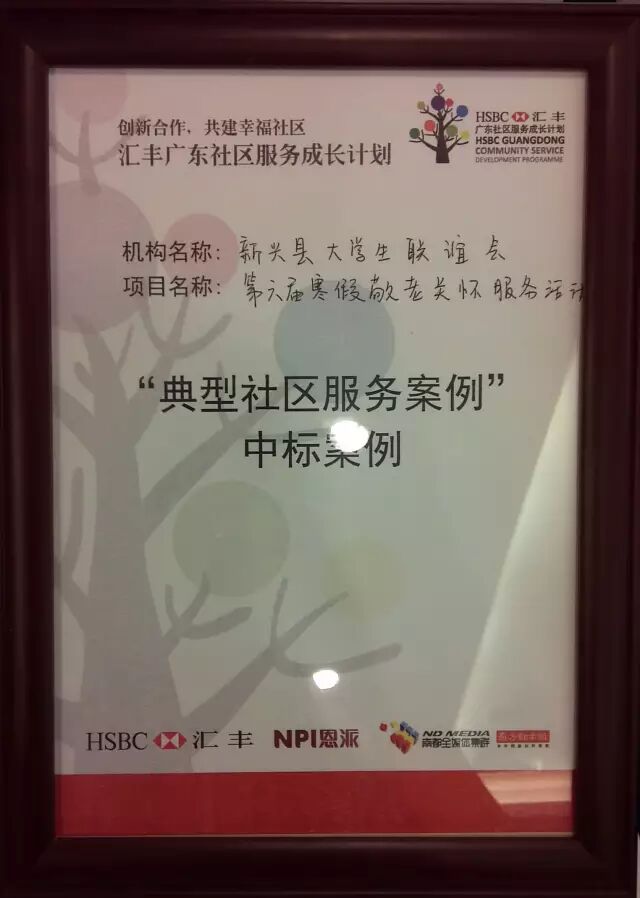 创新合作，共建幸福社区
汇丰广东社区服务成长计划
HSBC 汇丰
广东社区服务成长计划
HSBC GUANGDONG
COMMUNITY SERVICE
DEVELOPMENT PROGRAMME
机构名称：新兴县大学生联谊会
项目名称：第六届寒假敬老关怀服务活动
“典型社区服务案例”
中标案例
HSBC 汇丰
NPI恩派
ND MEDIA
南都全媒体集群